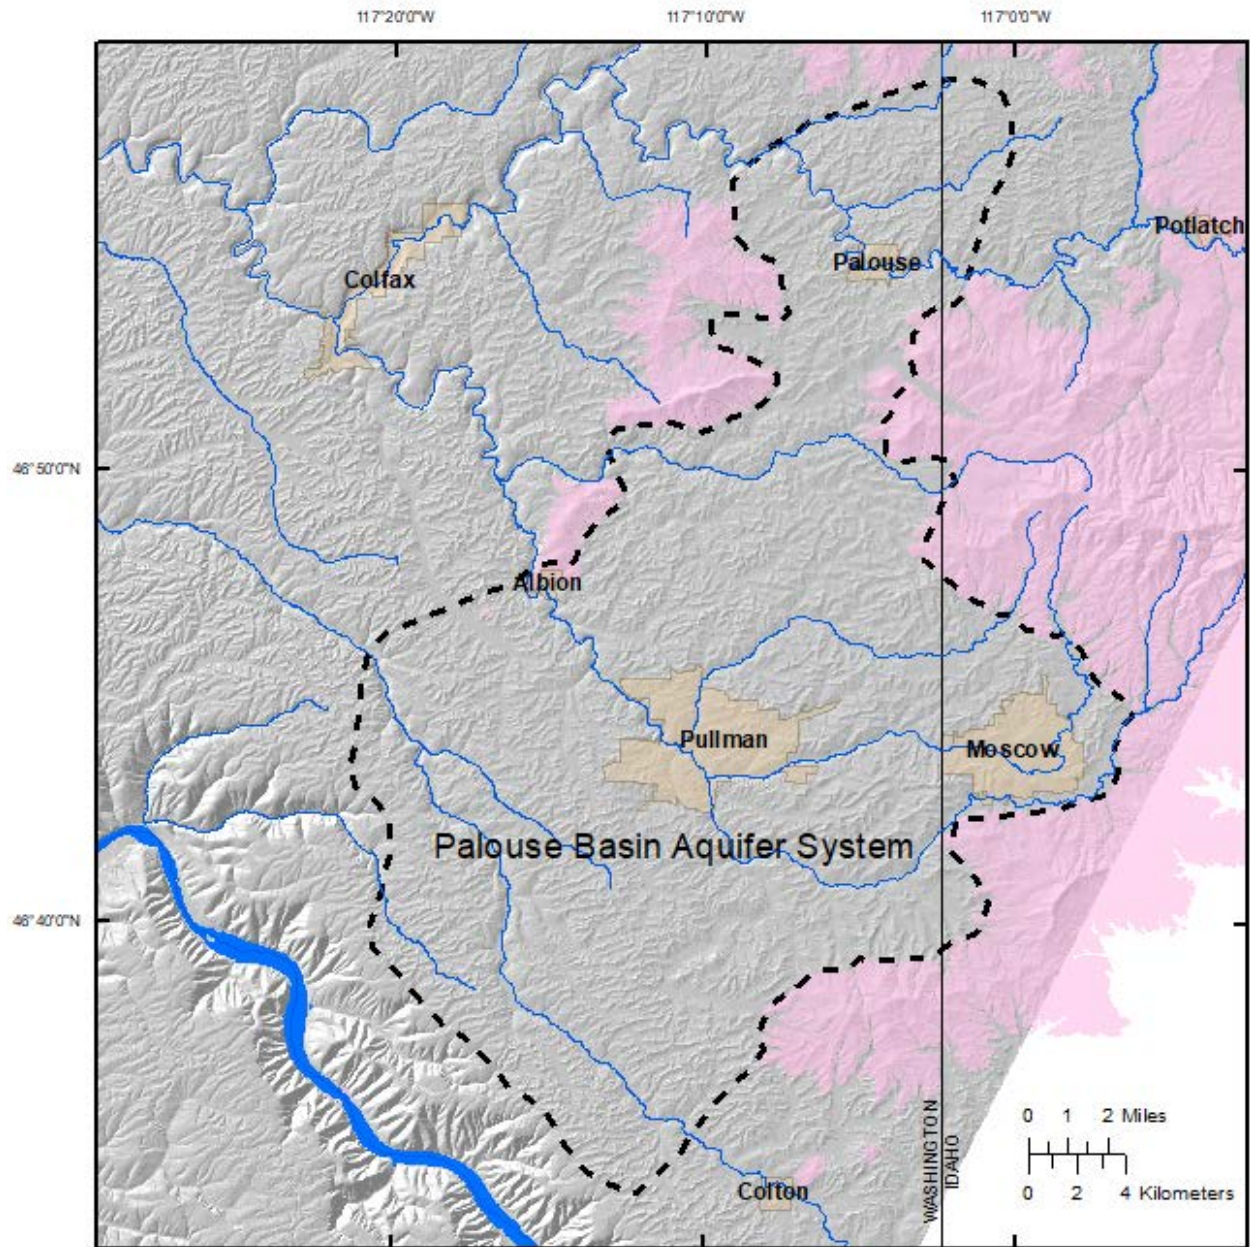 117°20'0"W
117°10'0"W
117°0'0"W
Potlatch
Palouse
Colfax
46°50'0"N
Albion
Pullman
Moscow
Palouse Basin Aquifer System
46°40'0"N
WASHINGTON
IDAHO
0 1 2 Miles
0 2 4 Kilometers
Colton